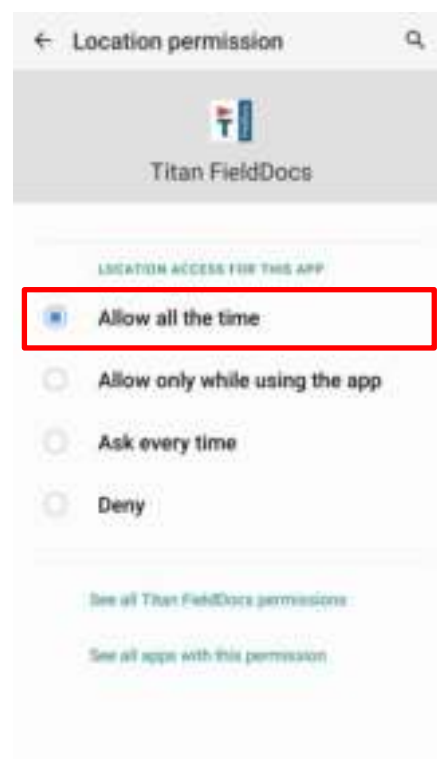 Location permission
Titan FieldDocs
LOCATION ACCESS FOR THIS APP
Allow all the time
Allow only while using the app
Ask every time
Deny
See all Titan FieldDocs permissions
See all apps with this permission